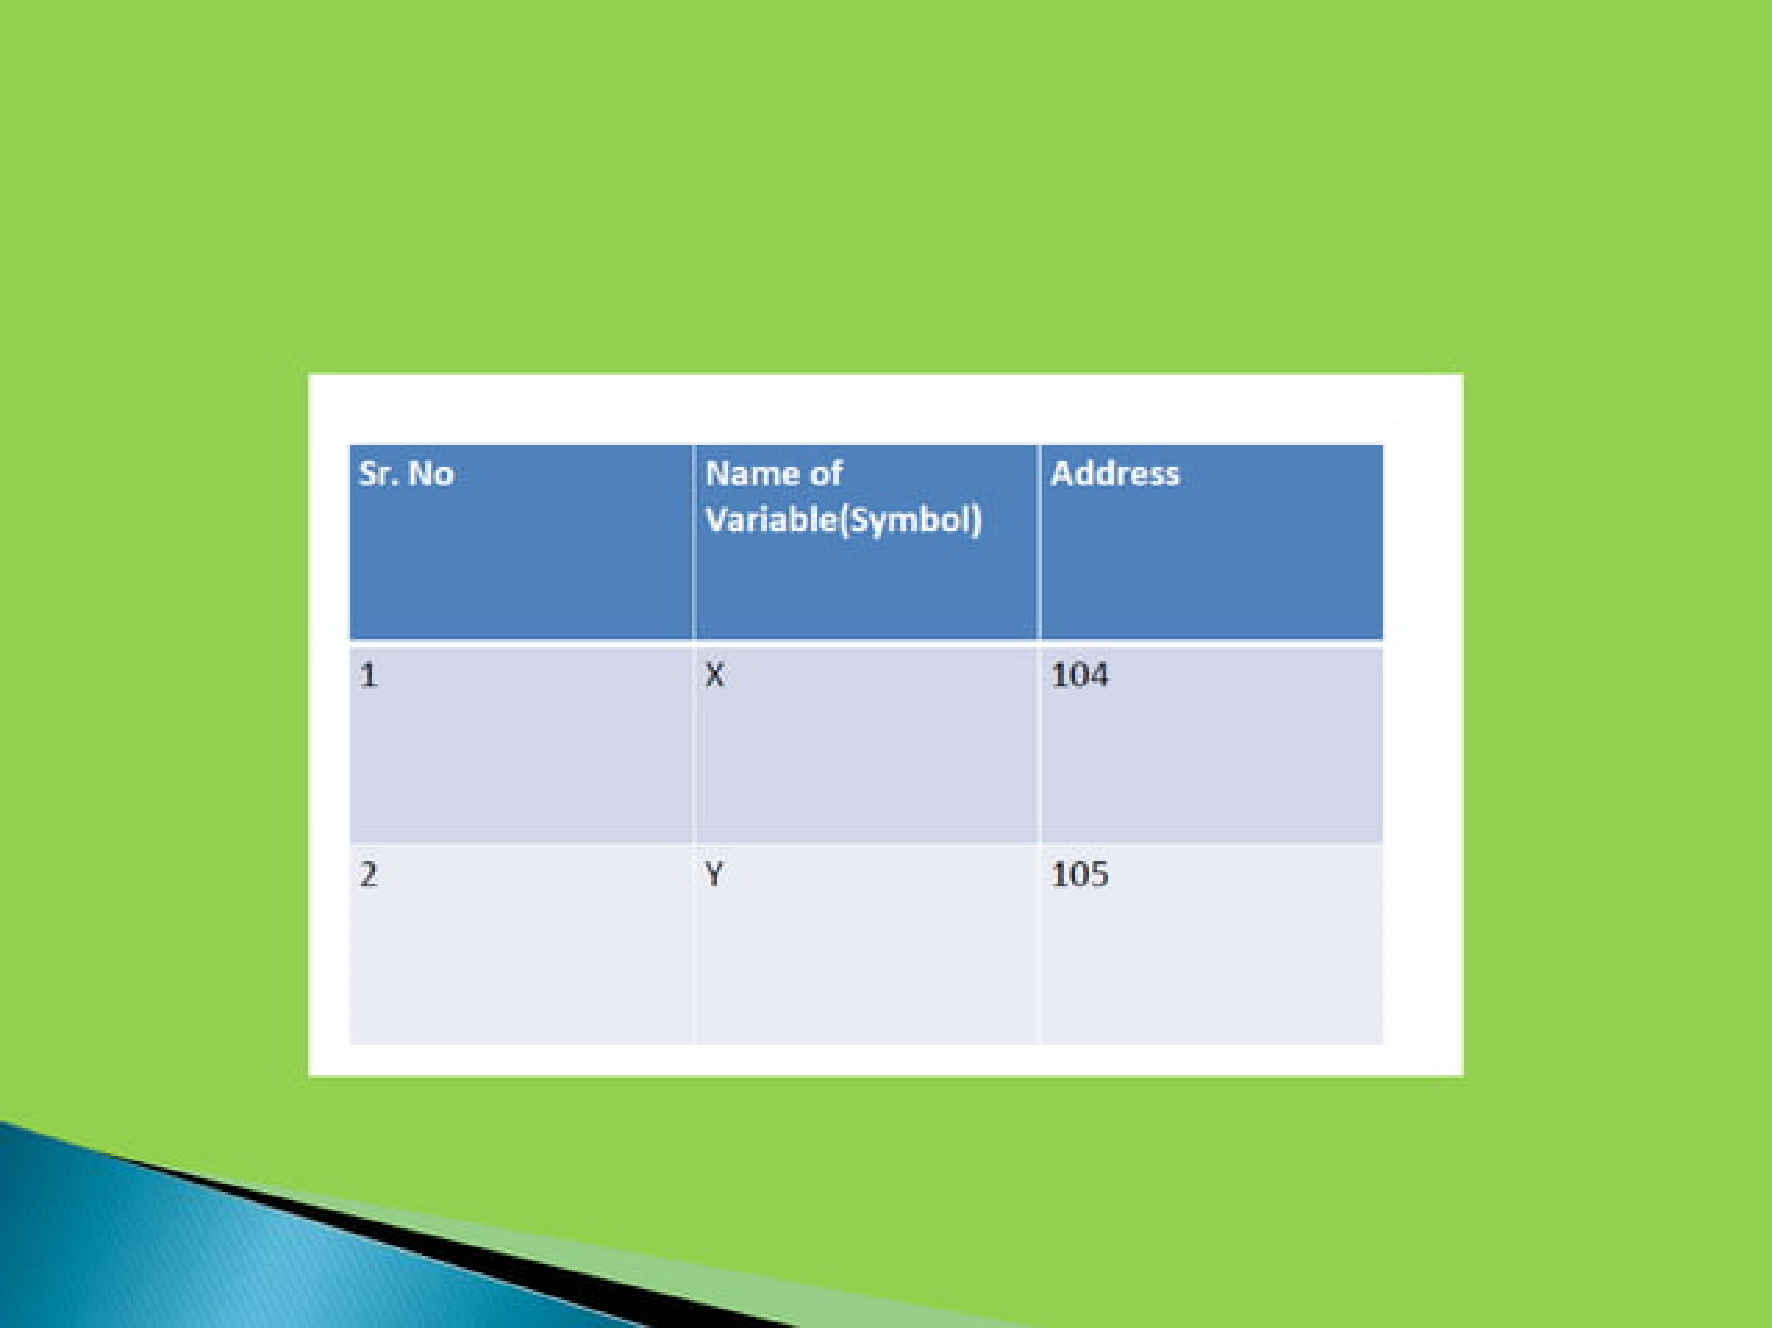 Sr. No
Name of
Variable(Symbol)
Address
1
X
104
2
Y
105